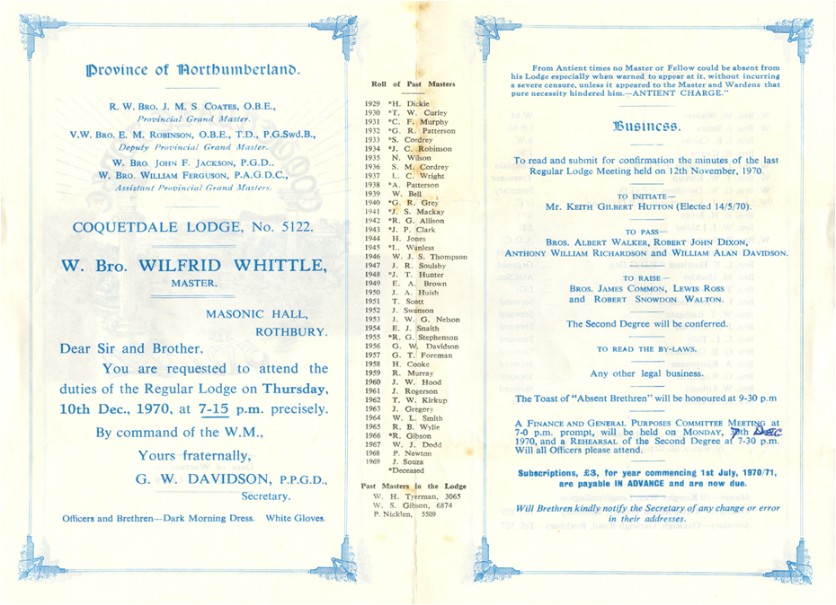 Province of Northumberland.
R. W. BRO. J. M. S. COATES, O.B.E.,
Provincial Grand Master.
V.W. BRO. E. M. ROBINSON, O.B.E., T.D., P.G.Swd.B.,
Deputy Provincial Grand Master.
W. BRO. JOHN F. JACKSON, P.G.D..
W. BRO. WILLIAM FERGUSON, P.A.G.D.C.,
Assistant Provincial Grand Masters.
COQUETDALE LODGE, No. 5122.
W. Bro. WILFRID WHITTLE,
MASTER.
MASONIC HALL,
ROTHBURY.
Dear Sir and Brother.
You are requested to attend the
duties of the Regular Lodge on Thursday,
10th Dec., 1970, at 7-15 p.m. precisely.
By command of the W.M.,
Yours fraternally,
G. W. DAVIDSON, P.P.G.D.,
Secretary.
Officers and Brethren—Dark Morning Dress. White Gloves.
Roll of Past Masters
1929 *H. Dickie
1930 *T. W. Curley
1931 *C. F. Murphy
1932 *G. R. Patterson
1933 *S. Cordrey
1934 *J. C. Robinson
1935 N. Wilson
1936 S. M. Cordrey
1937 L. C. Wright
1938 *A. Patterson
1939 W. Bell
1940 *G. R. Grey
1941 *J. S. Mackay
1942 *R. G. Allison
1943 *J. P. Clark
1944 H. Jones
1945 *L. Wanless
1946 W. J. S. Thompson
1947 J. R. Soulsby
1948 *J. T. Hunter
1949 E. A. Brown
1950 J. A. Huish
1951 T. Scott
1952 J. Swanson
1953 J. W. G. Nelson
1954 E. J. Snaith
1955 *R. G. Stephenson
1956 G. W. Davidson
1957 G. T. Foreman
1958 H. Cooke
1959 R. Murray
1960 J. W. Hood
1961 J. Rogerson
1962 T. W. Kirkup
1963 J. Gregory
1964 W. L. Smith
1965 R. B. Wylie
1966 *R. Gibson
1967 W. J. Dodd
1968 P. Newton
1969 J. Souza
*Deceased
Past Masters in the Lodge
W. H. Tyerman, 3065
W. S. Gibson, 6874
P. Nicklen, 5509
From Antient times no Master or Fellow could be absent from
his Lodge especially when warned to appear at it, without incurring
a severe censure, unless it appeared to the Master and Wardens that
pure necessity hindered him.—ANTIENT CHARGE."
Business.
To read and submit for confirmation the minutes of the last
Regular Lodge Meeting held on 12th November, 1970.
TO INITIATE—
Mr. KEITH GILBERT HUTTON (Elected 14/5/70).
TO PASS—
BROS. ALBERT WALKER, ROBERT JOHN DIXON,
ANTHONY WILLIAM RICHARDSON and WILLIAM ALAN DAVIDSON.
TO RAISE—
BROS. JAMES COMMON, LEWIS ROSS
and ROBERT SNOWDON WALTON.
The Second Degree will be conferred.
TO READ THE BY-LAWS.
Any other legal business.
The Toast of "Absent Brethren" will be honoured at 9-30 p.m
A FINANCE AND GENERAL PURPOSES COMMITTEE MEETING at
7-0 p.m. prompt, will be held on MONDAY, 7th DEC
1970, and a REHEARSAL of the Second Degree at 7-30 p.m
Will all Officers please attend.
Subscriptions, £3, for year commencing 1st July, 1970/71,
are payable IN ADVANCE and are now due.
Will Brethren kindly notify the Secretary of any change or error
in their addresses.